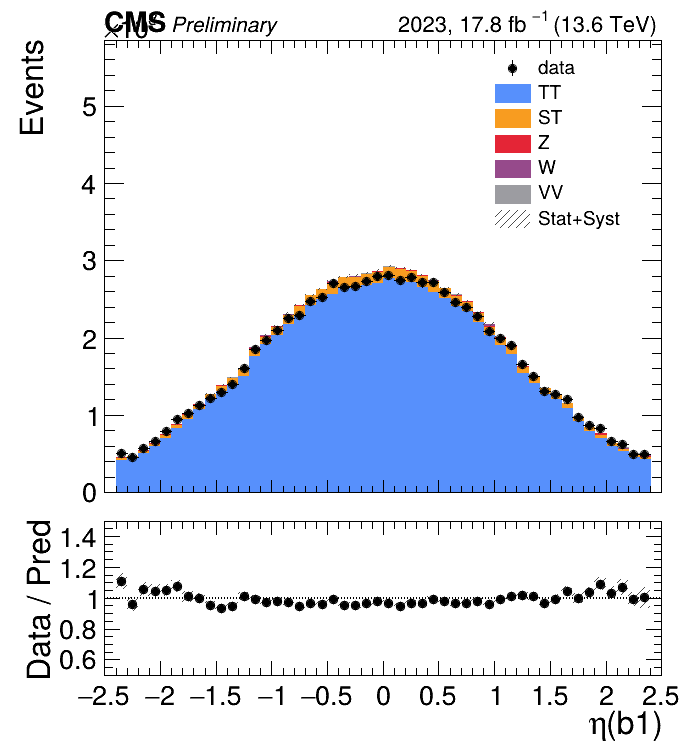 CMS Preliminary 2023, 17.8 fb⁻¹ (13.6 TeV)
Events
data
TT
ST
Z
W
VV
Stat+Syst
5
4
3
2
1
0
Data / Pred
1.4
1.2
1
0.8
0.6
−2.5 −2 −1.5 −1 −0.5 0 0.5 1 1.5 2 2.5
η(b1)